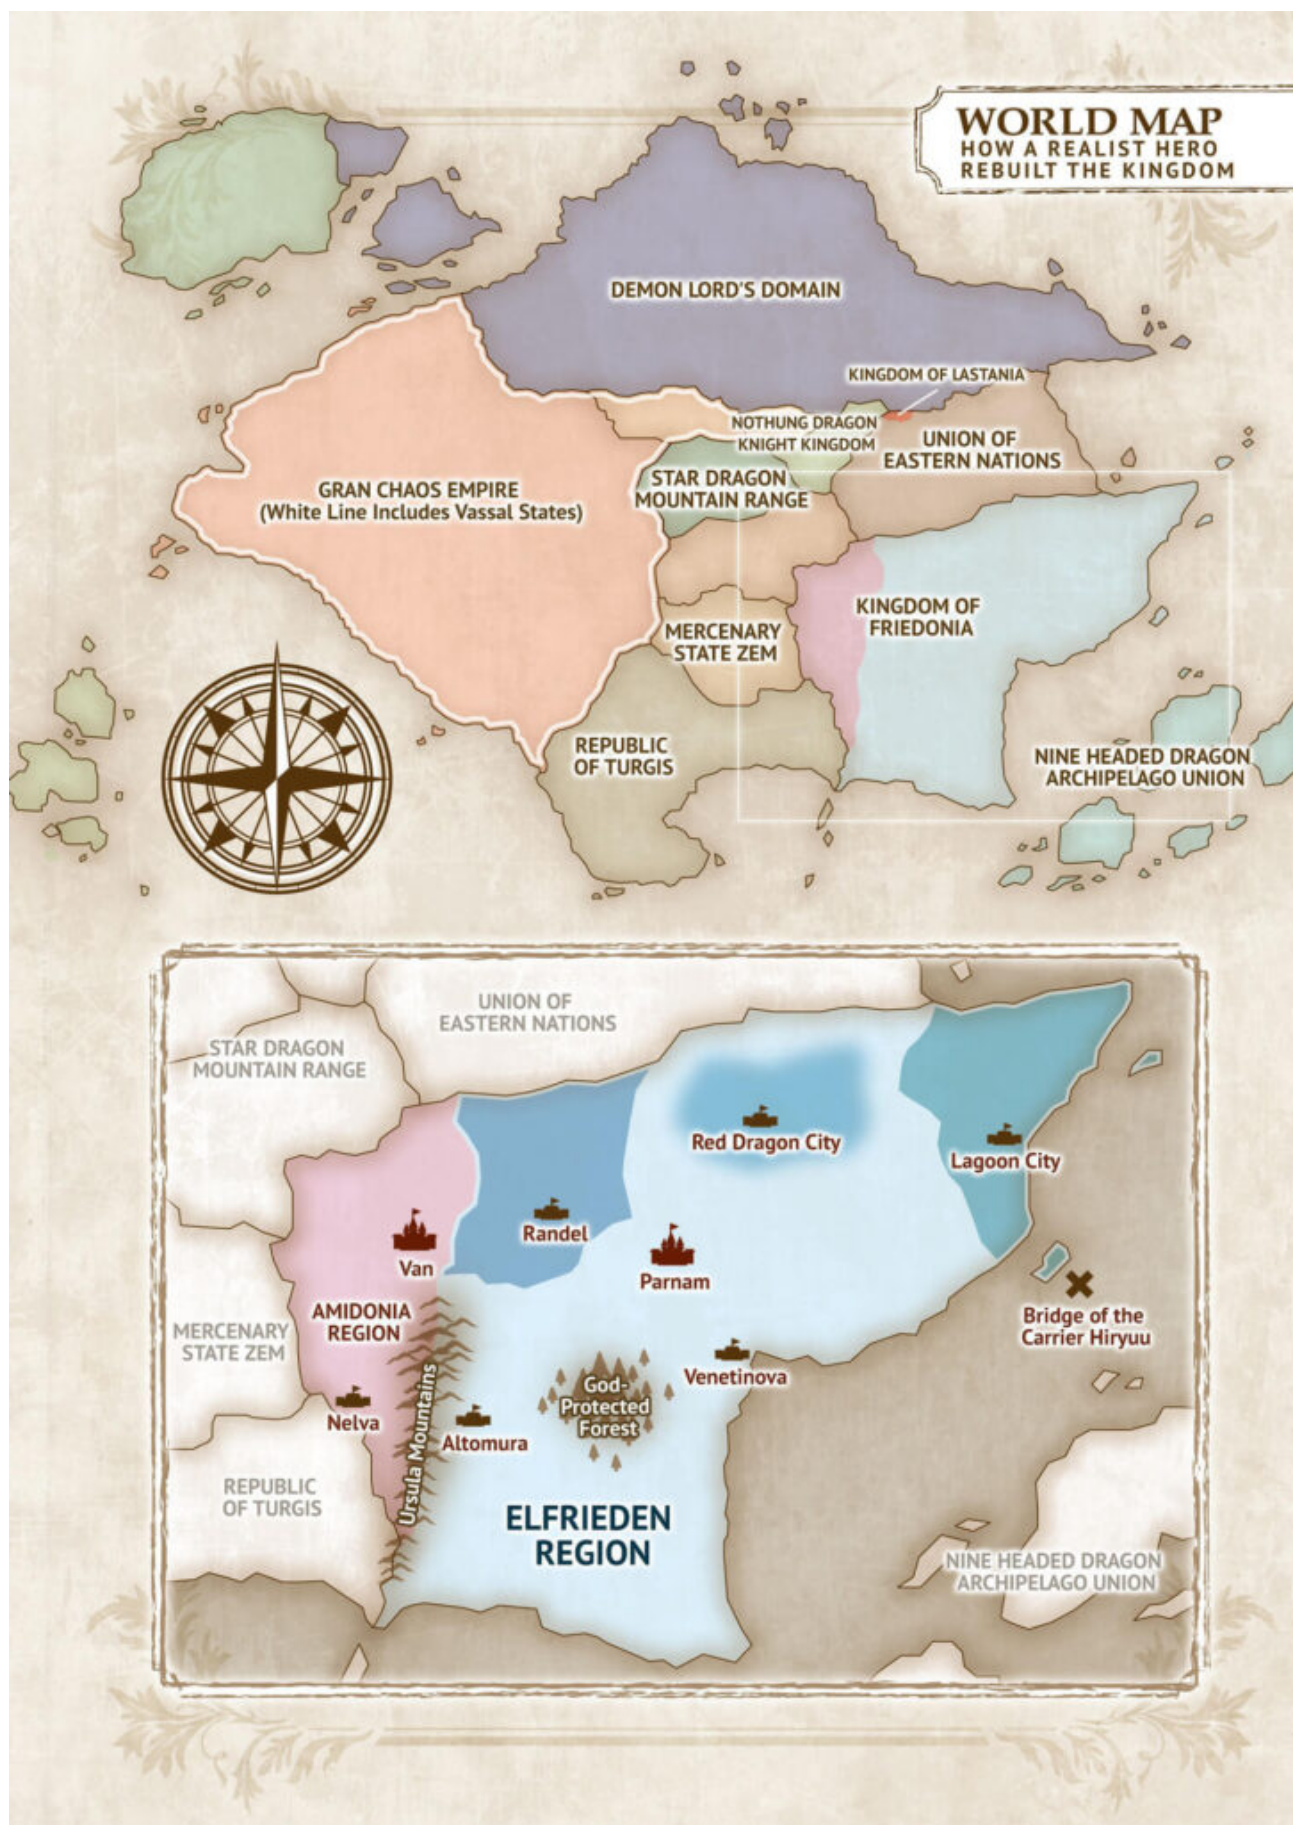 WORLD MAP
HOW A REALIST HERO
REBUILT THE KINGDOM
DEMON LORD'S DOMAIN
KINGDOM OF LASTANIA
NOTHUNG DRAGON
KNIGHT KINGDOM
UNION OF
EASTERN NATIONS
STAR DRAGON
MOUNTAIN RANGE
GRAN CHAOS EMPIRE
(White Line Includes Vassal States)
KINGDOM OF
FRIEDONIA
MERCENARY
STATE ZEM
REPUBLIC
OF TURGIS
NINE HEADED DRAGON
ARCHIPELAGO UNION
UNION OF
EASTERN NATIONS
STAR DRAGON
MOUNTAIN RANGE
Red Dragon City
Lagoon City
Randel
Van
Parnam
AMIDONIA
REGION
MERCENARY
STATE ZEM
Bridge of the
Carrier Hiryuu
Venetinova
God-
Protected
Forest
Nelva
Ursula Mountains
Altomura
REPUBLIC
OF TURGIS
ELFRIEDEN
REGION
NINE HEADED DRAGON
ARCHIPELAGO UNION